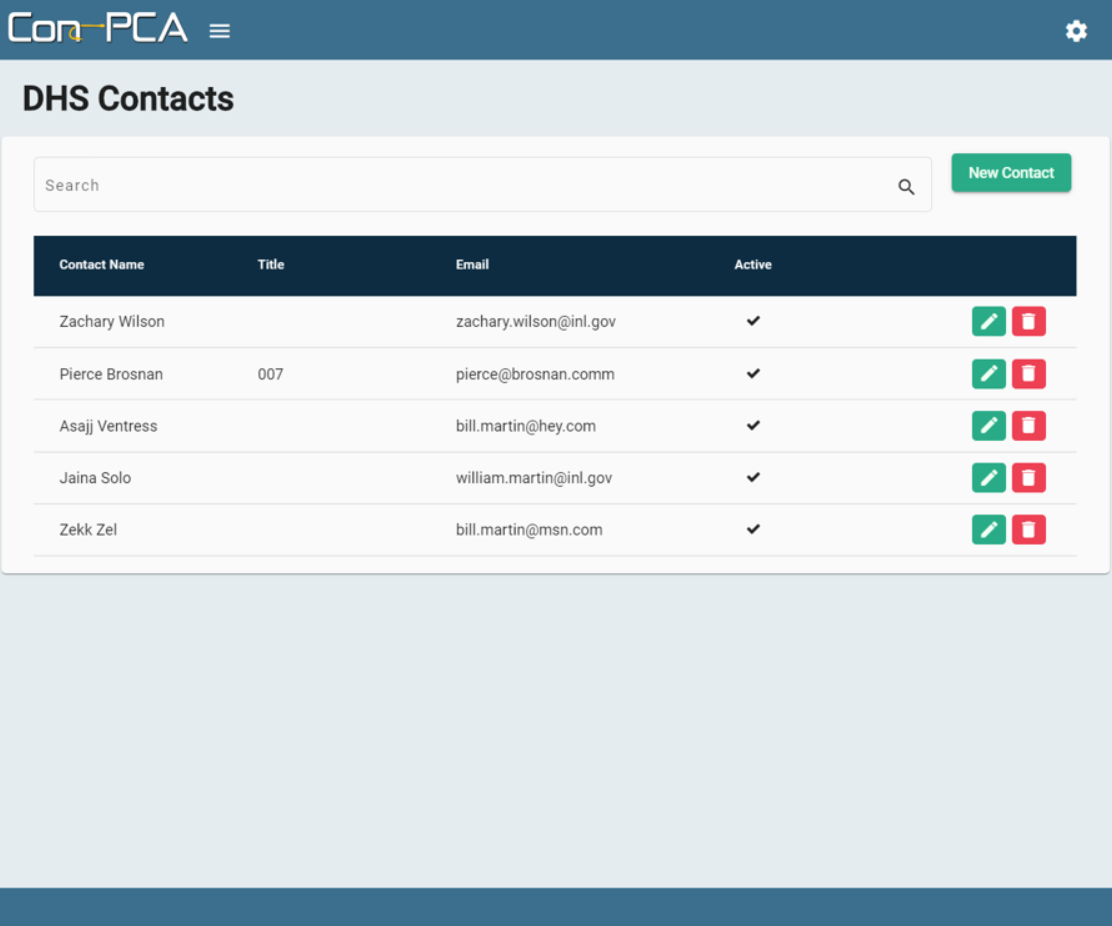 Con-PCA
DHS Contacts
Search
New Contact
Contact Name Title Email Active
Zachary Wilson zachary.wilson@inl.gov
Pierce Brosnan 007 pierce@brosnan.comm
Asajj Ventress bill.martin@hey.com
Jaina Solo william.martin@inl.gov
Zekk Zel bill.martin@msn.com